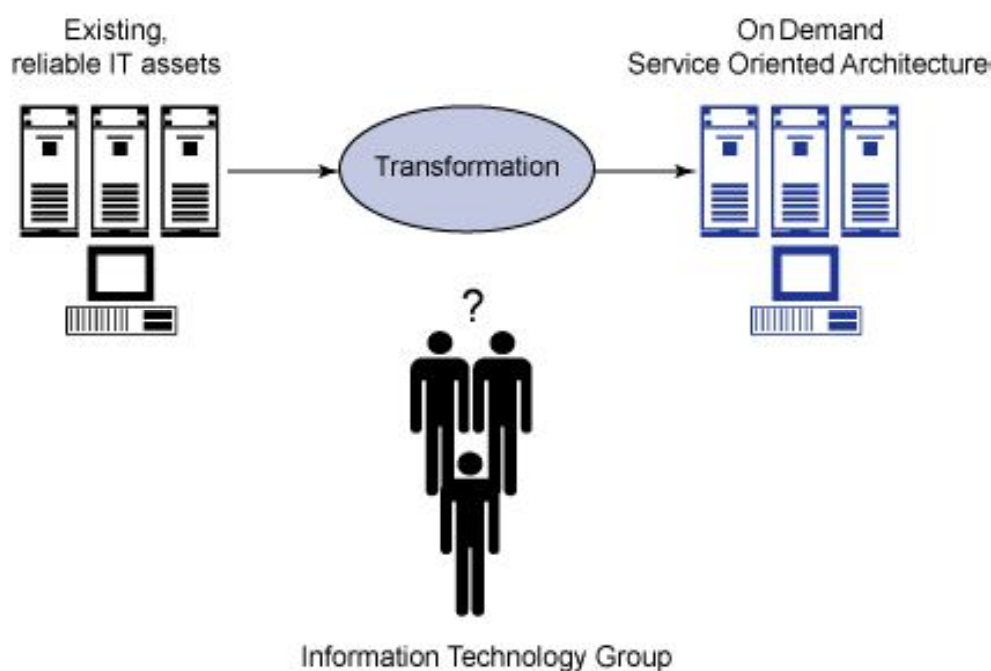 Existing,
reliable IT assets
On Demand
Service Oriented Architecture
Transformation
?
Information Technology Group